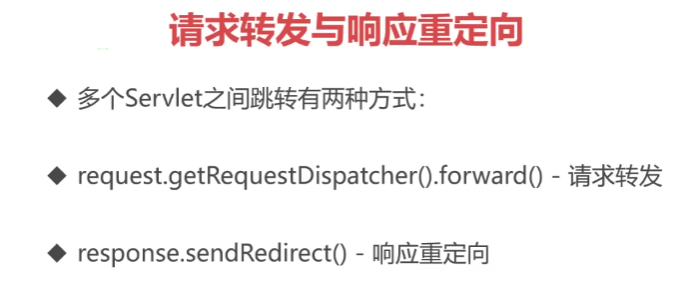 请求转发与响应重定向
◆ 多个Servlet之间跳转有两种方式：
◆ request.getRequestDispatcher().forward() - 请求转发
◆ response.sendRedirect() - 响应重定向